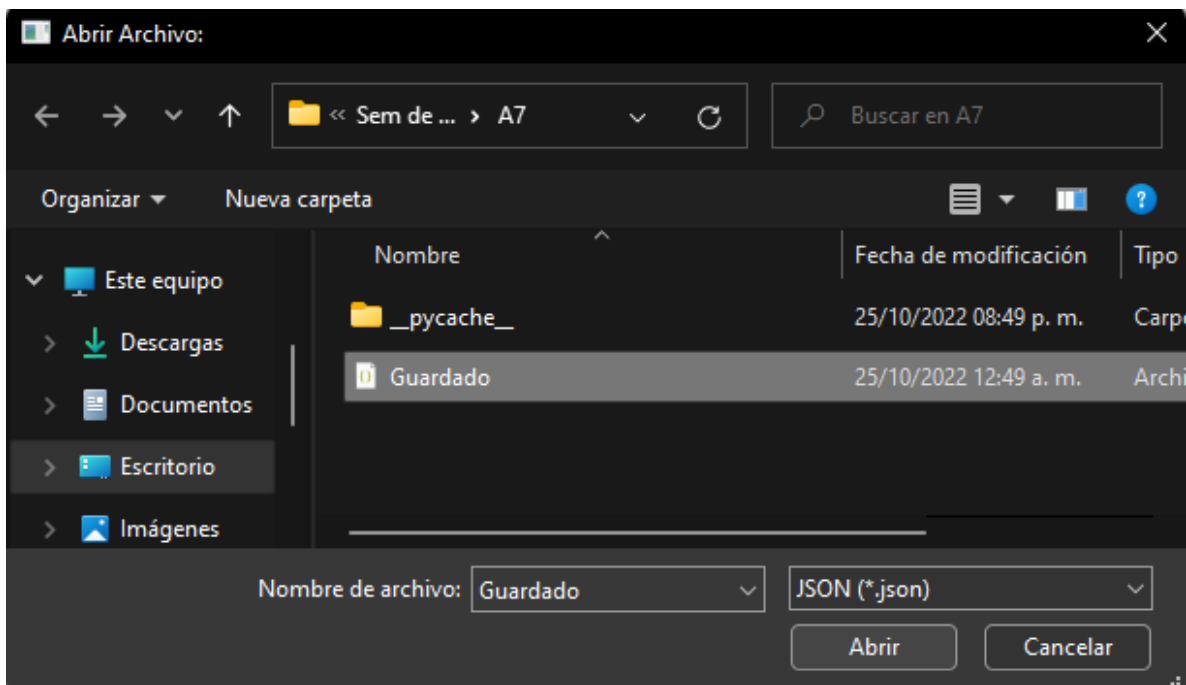 Abrir Archivo:
« Sem de ... › A7
Buscar en A7
Organizar
Nueva carpeta
Este equipo
Descargas
Documentos
Escritorio
Imágenes
Nombre
Fecha de modificación
Tipo
__pycache__
25/10/2022 08:49 p. m.
Carp
Guardado
25/10/2022 12:49 a. m.
Archi
Nombre de archivo:
Guardado
JSON (*.json)
Abrir
Cancelar